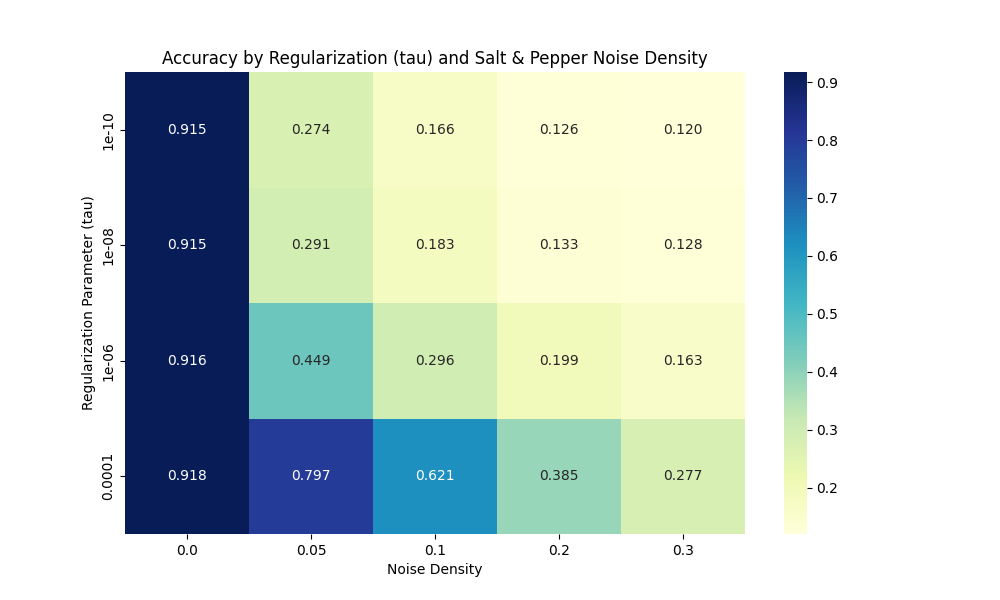 Accuracy by Regularization (tau) and Salt & Pepper Noise Density
Regularization Parameter (tau)
1e-10
0.915 0.274 0.166 0.126 0.120
1e-08
0.915 0.291 0.183 0.133 0.128
1e-06
0.916 0.449 0.296 0.199 0.163
0.0001
0.918 0.797 0.621 0.385 0.277
0.0 0.05 0.1 0.2 0.3
Noise Density
0.9
0.8
0.7
0.6
0.5
0.4
0.3
0.2